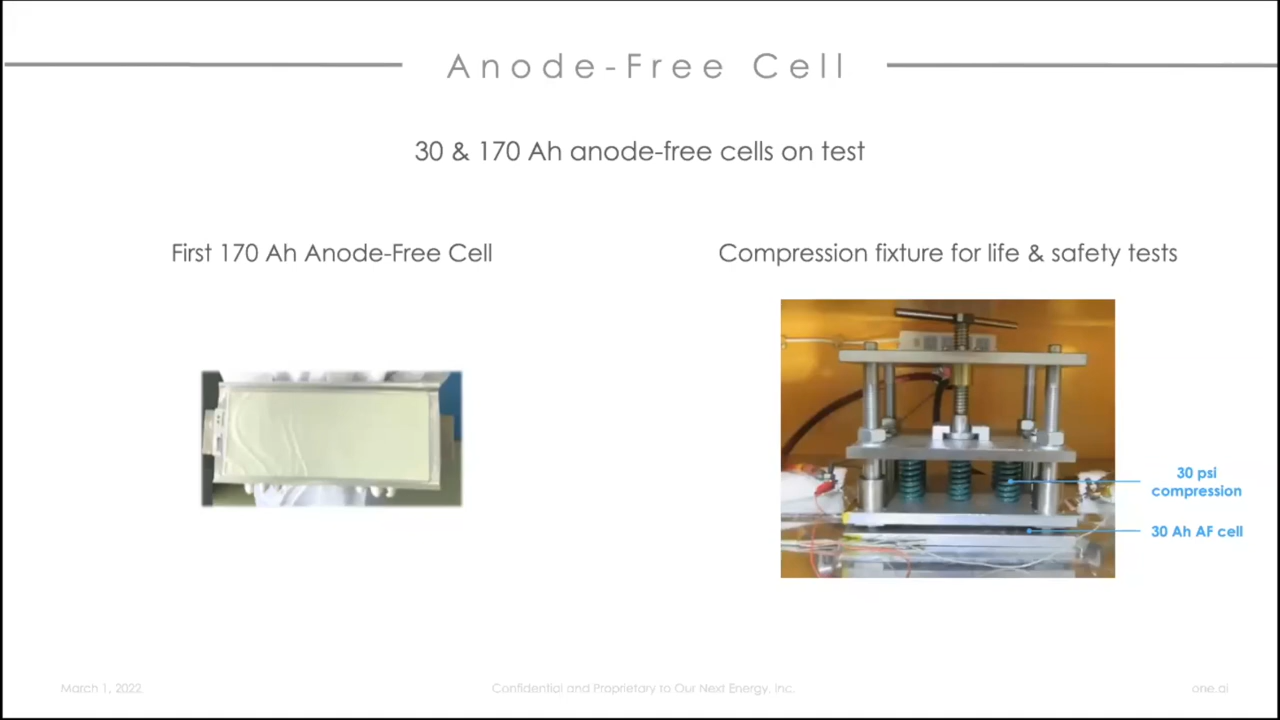 Anode-Free Cell
30 & 170 Ah anode-free cells on test
First 170 Ah Anode-Free Cell
Compression fixture for life & safety tests
30 psi
compression
30 Ah AF cell
March 1, 2022
Confidential and Proprietary to Our Next Energy, Inc.
one.ai